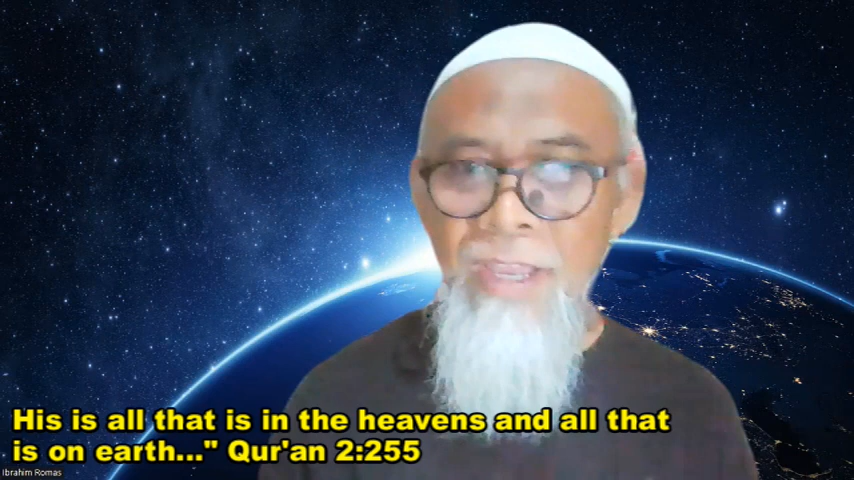 His is all that is in the heavens and all that
is on earth..." Qur'an 2:255
Ibrahim Romas